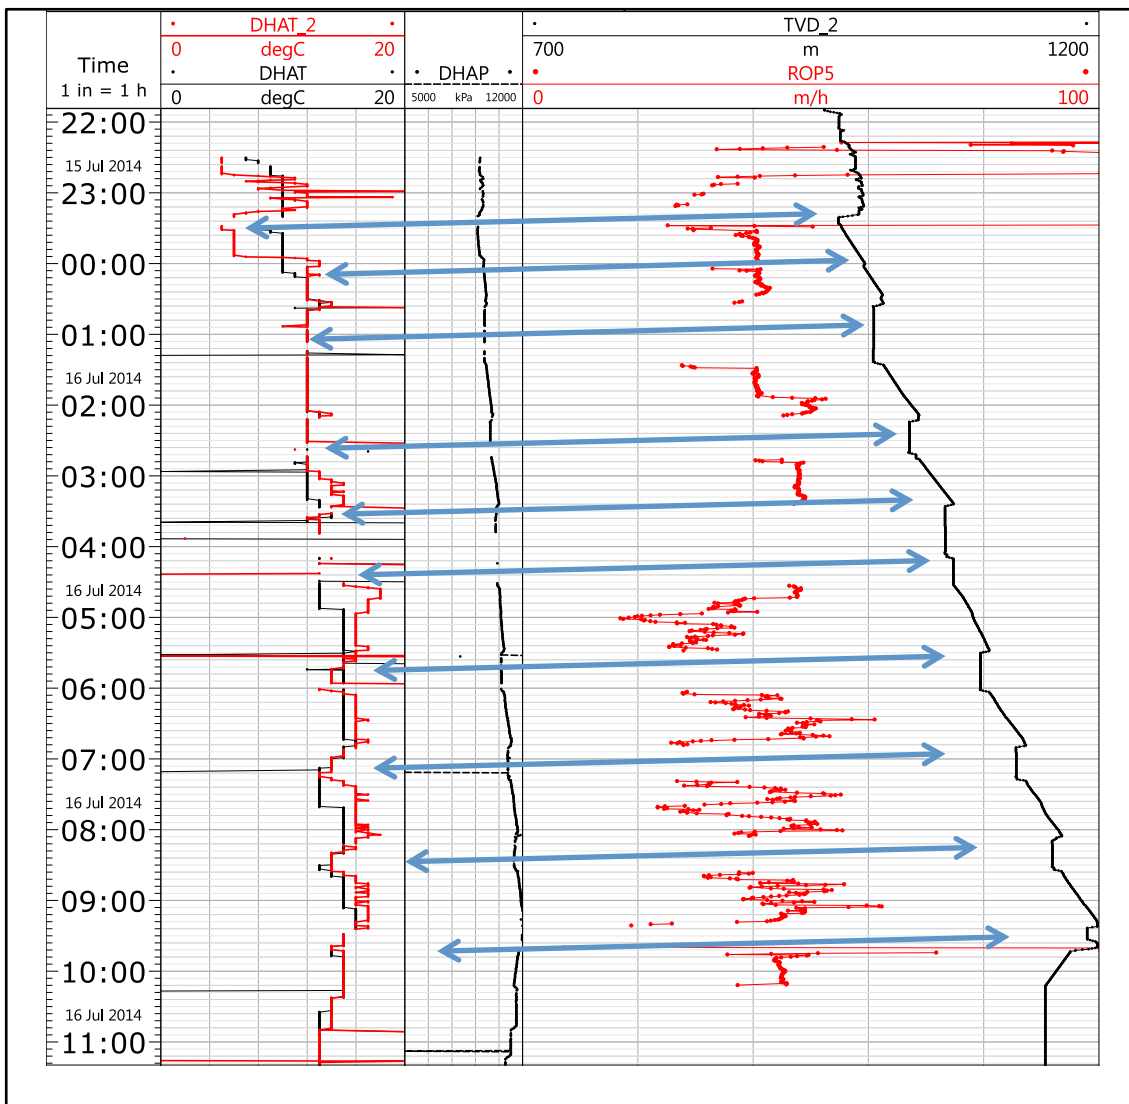 DHAT_2 TVD_2
0 degC 20 700 m 1200
Time DHAT DHAP ROP5
1 in = 1 h 0 degC 20 5000 kPa 12000 0 m/h 100
22:00
15 Jul 2014
23:00
00:00
01:00
16 Jul 2014
02:00
03:00
04:00
16 Jul 2014
05:00
06:00
07:00
16 Jul 2014
08:00
09:00
10:00
16 Jul 2014
11:00